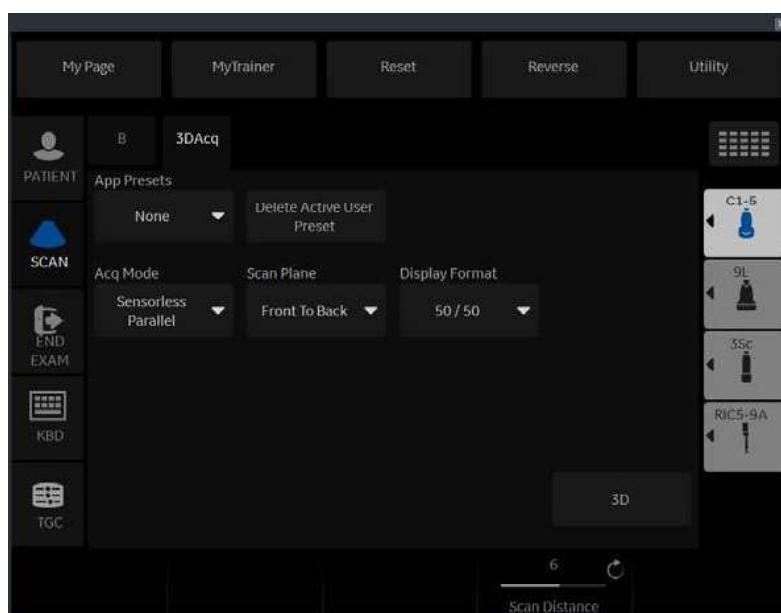 My Page
MyTrainer
Reset
Reverse
Utility
B
3DAcq
PATIENT
App Presets
None
Delete Active User
Preset
C1-5
SCAN
Acq Mode
Scan Plane
Display Format
9L
Sensorless
Parallel
Front To Back
50 / 50
END
EXAM
3Sc
KBD
RIC5-9A
TGC
3D
6
Scan Distance